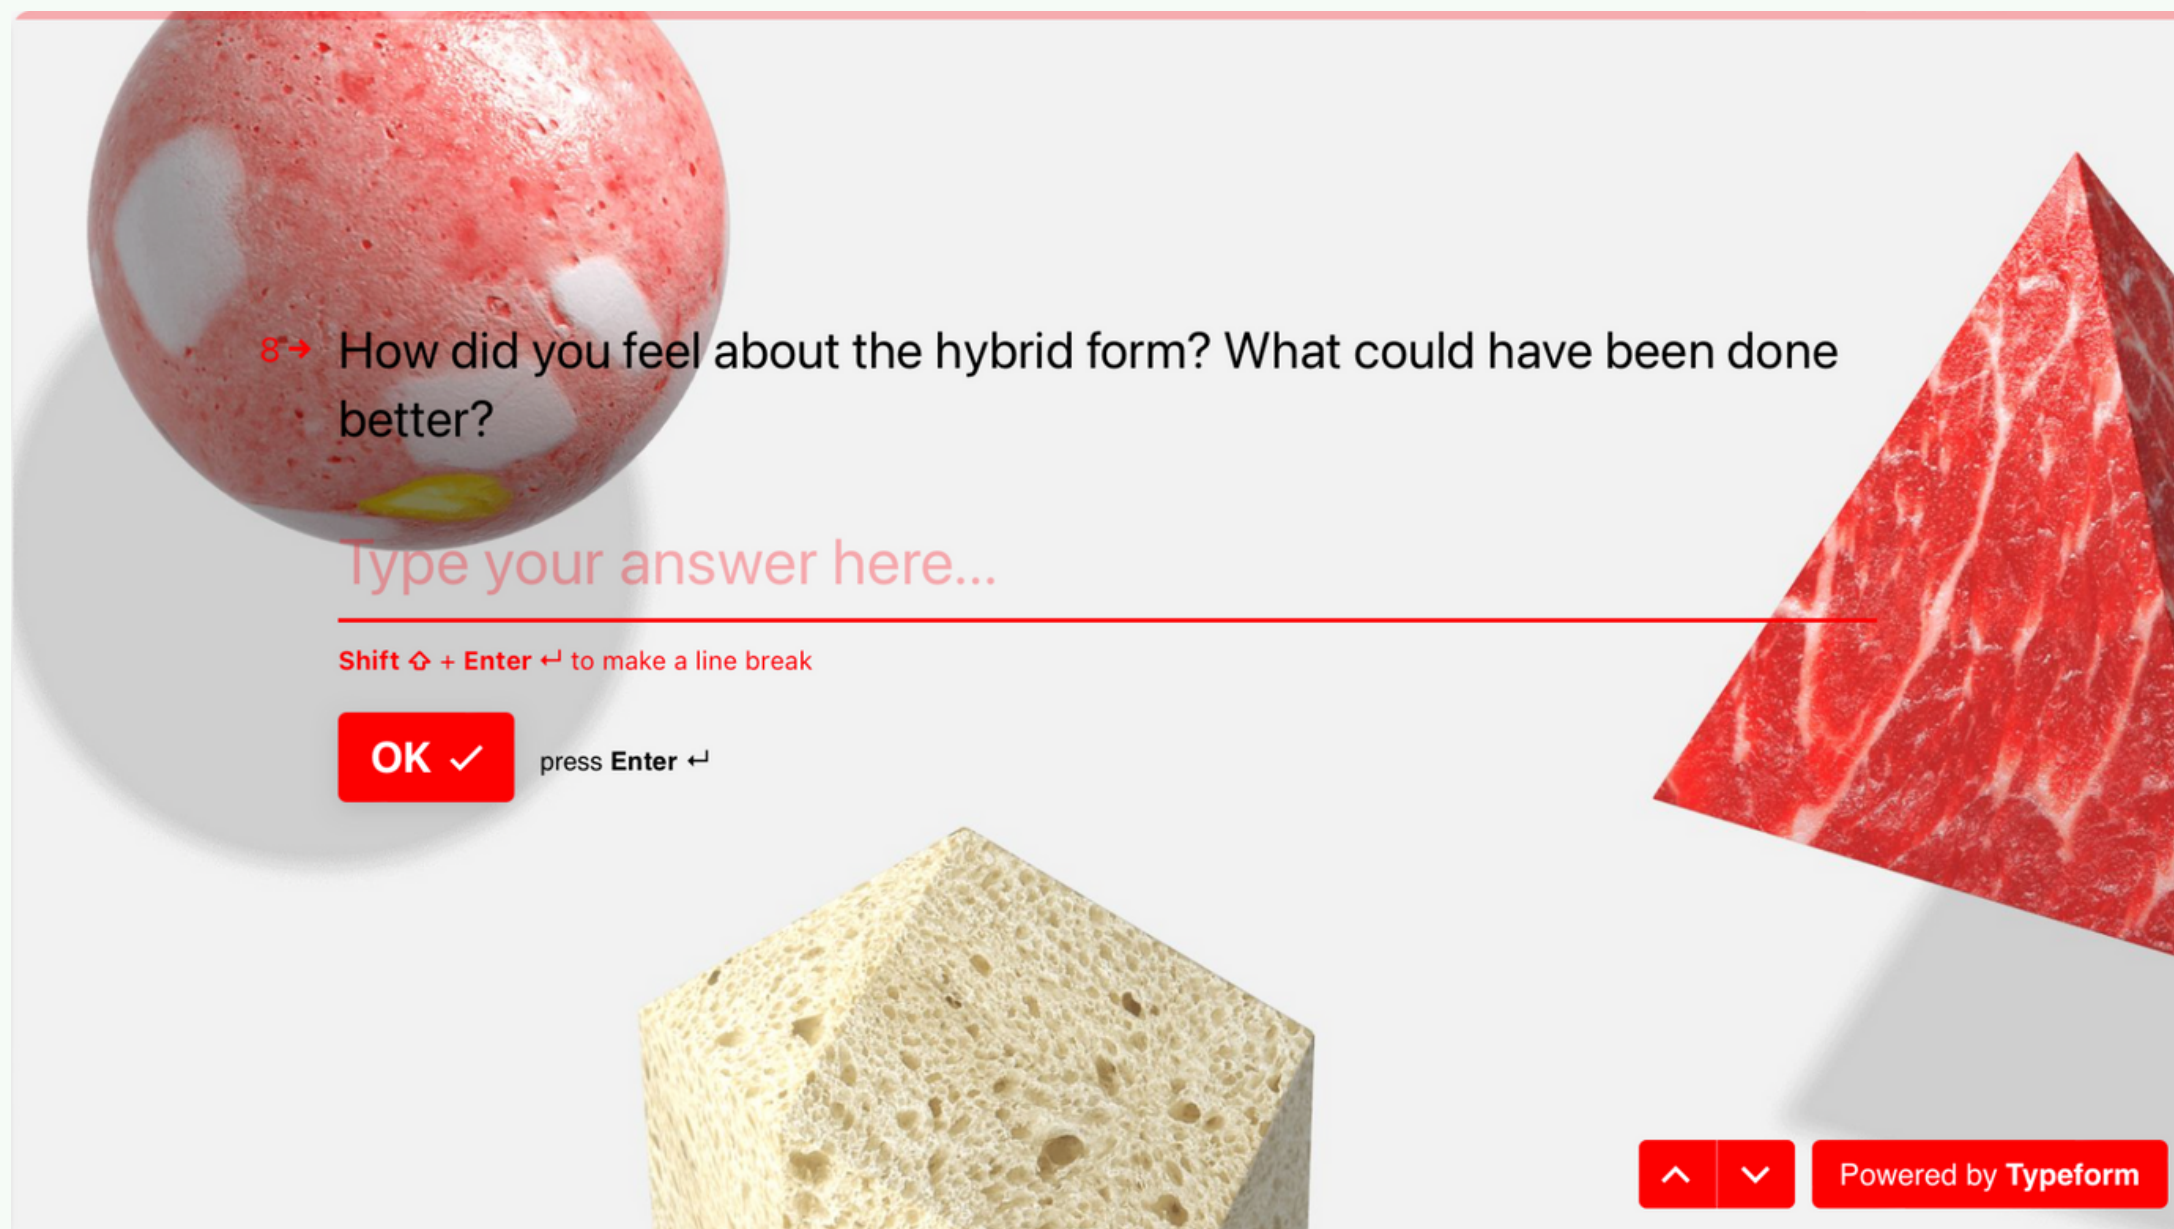 8 How did you feel about the hybrid form? What could have been done
better?
Type your answer here...
Shift + Enter to make a line break
OK
press Enter
Powered by Typeform